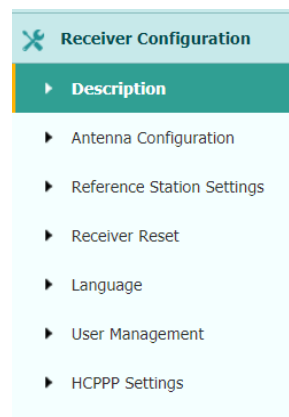 Receiver Configuration
Description
Antenna Configuration
Reference Station Settings
Receiver Reset
Language
User Management
HCPPP Settings